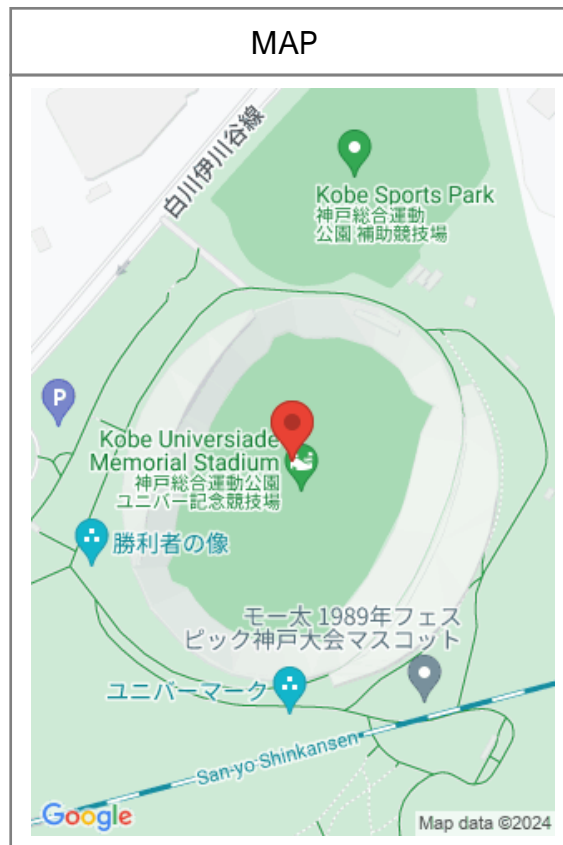 MAP
白川伊川谷線
Kobe Sports Park
神戸総合運動
公園 補助競技場
P
Kobe Universiade
Memorial Stadium
神戸総合運動公園
ユニバー記念競技場
勝利者の像
モー太 1989年フェス
ピック神戸大会マスコット
ユニバーマーク
San-yo Shinkansen
Google
Map data ©2024